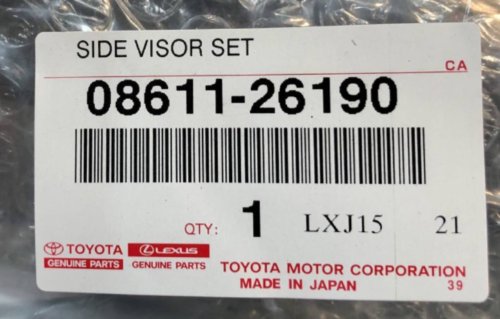 SIDE VISOR SET
CA
08611-26190
QTY: 1 LXJ15 21
TOYOTA LEXUS
GENUINE PARTS GENUINE PARTS
TOYOTA MOTOR CORPORATION
MADE IN JAPAN 39